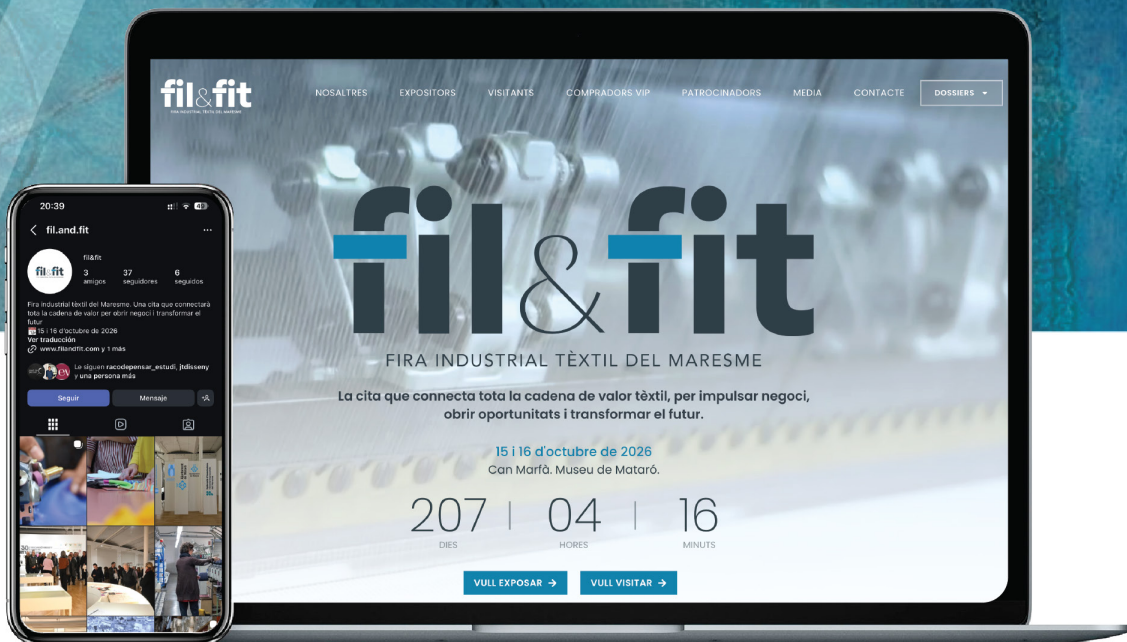 fil&fit
FIRA INDUSTRIAL TÈXTIL DEL MARESME
NOSALTRES
EXPOSITORS
VISITANTS
COMPRADORS VIP
PATROCINADORS
MEDIA
CONTACTE
DOSSIERS
fil&fit
FIRA INDUSTRIAL TÈXTIL DEL MARESME
La cita que connecta tota la cadena de valor tèxtil, per impulsar negoci,
obrir oportunitats i transformar el futur.
15 i 16 d'octubre de 2026
Can Marfà. Museu de Mataró.
207 | 04 | 16
DIES HORES MINUTS
VULL EXPOSAR →
VULL VISITAR →
20:39
fil.and.fit
fil&fit
fil&fit
3 37 6
amigos seguidores seguidos
Fira industrial tèxtil del Maresme. Una cita que connectarà
tota la cadena de valor per obrir negoci i transformar el
futur
15 i 16 d'octubre de 2026
Ver traducción
www.filandfit.com y 1 más
Le siguen racodepensar_estudi, jtdisseny
y una persona más
Seguir
Mensaje